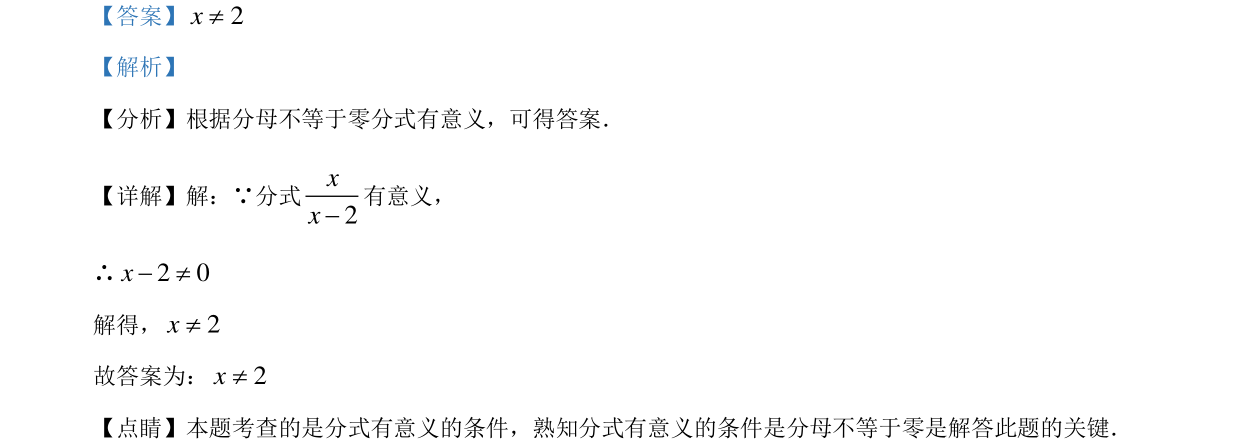 【答案】x ≠ 2
【解析】
【分析】根据分母不等于零分式有意义，可得答案．
【详解】解：∵分式 x/(x−2) 有意义，
∴ x − 2 ≠ 0
解得， x ≠ 2
故答案为： x ≠ 2
【点睛】本题考查的是分式有意义的条件，熟知分式有意义的条件是分母不等于零是解答此题的关键．